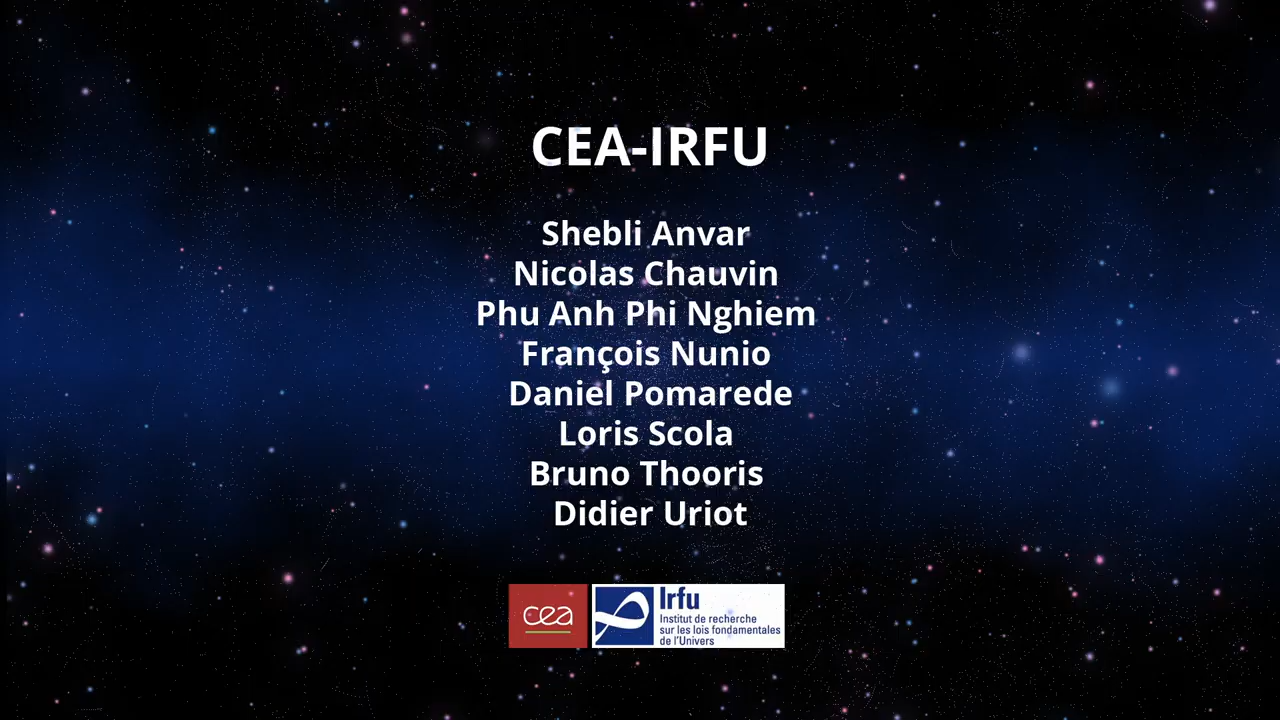 CEA-IRFU
Shebli Anvar
Nicolas Chauvin
Phu Anh Phi Nghiem
François Nunio
Daniel Pomarede
Loris Scola
Bruno Thooris
Didier Uriot
cea
Irfu
Institut de recherche
sur les lois fondamentales
de l'Univers